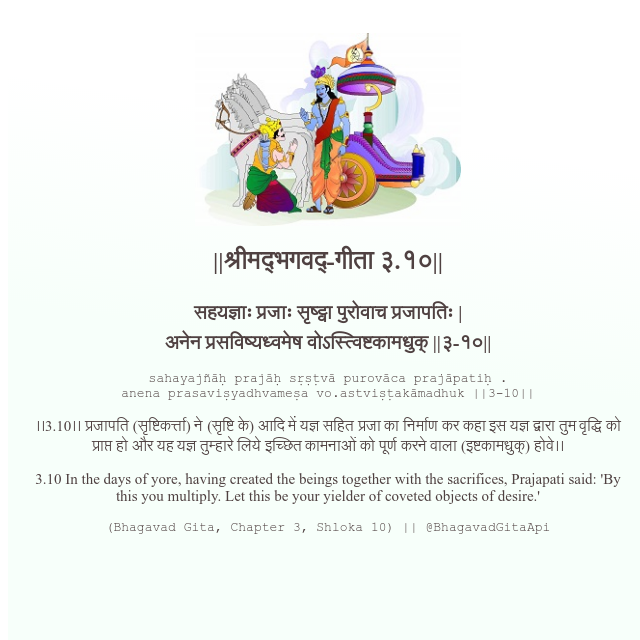 ||श्रीमद्‍भगवद्‍-गीता ३.१०||
सहयज्ञाः प्रजाः सृष्ट्वा पुरोवाच प्रजापतिः |
अनेन प्रसविष्यध्वमेष वोऽस्त्विष्टकामधुक् ||३-१०||
sahayajñāḥ prajāḥ sṛṣṭvā purovāca prajāpatiḥ .
anena prasaviṣyadhvameṣa vo.astviṣṭakāmadhuk ||3-10||
।।3.10।। प्रजापति (सृष्टिकर्त्ता) ने (सृष्टि के) आदि में यज्ञ सहित प्रजा का निर्माण कर कहा इस यज्ञ द्वारा तुम वृद्धि को
प्राप्त हो और यह यज्ञ तुम्हारे लिये इच्छित कामनाओं को पूर्ण करने वाला (इष्टकामधुक्) होवे।।
3.10 In the days of yore, having created the beings together with the sacrifices, Prajapati said: 'By
this you multiply. Let this be your yielder of coveted objects of desire.'
(Bhagavad Gita, Chapter 3, Shloka 10) || @BhagavadGitaApi